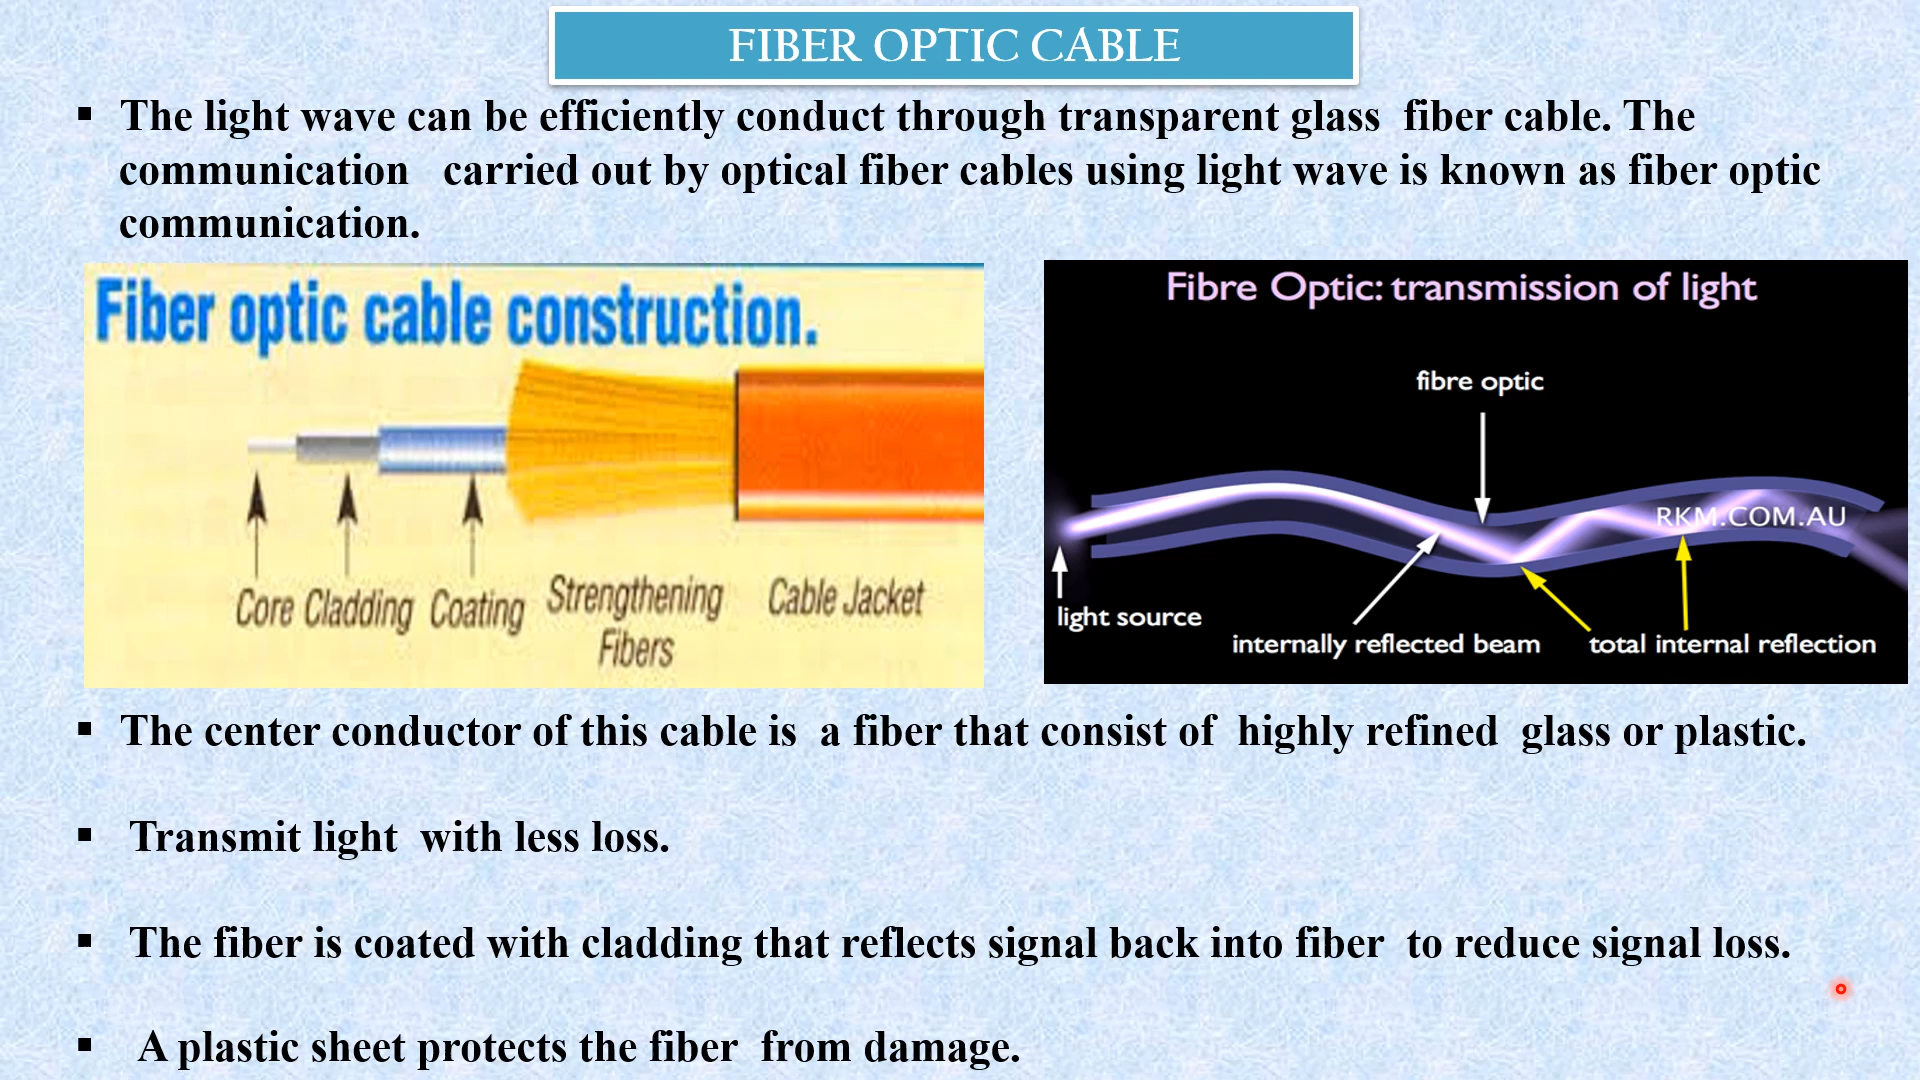 FIBER OPTIC CABLE
▪ The light wave can be efficiently conduct through transparent glass fiber cable. The
communication carried out by optical fiber cables using light wave is known as fiber optic
communication.
Fiber optic cable construction.
Core Cladding Coating Strengthening Cable Jacket
Fibers
Fibre Optic: transmission of light
fibre optic
RKM.COM.AU
light source
internally reflected beam total internal reflection
▪ The center conductor of this cable is a fiber that consist of highly refined glass or plastic.
▪ Transmit light with less loss.
▪ The fiber is coated with cladding that reflects signal back into fiber to reduce signal loss.
▪ A plastic sheet protects the fiber from damage.